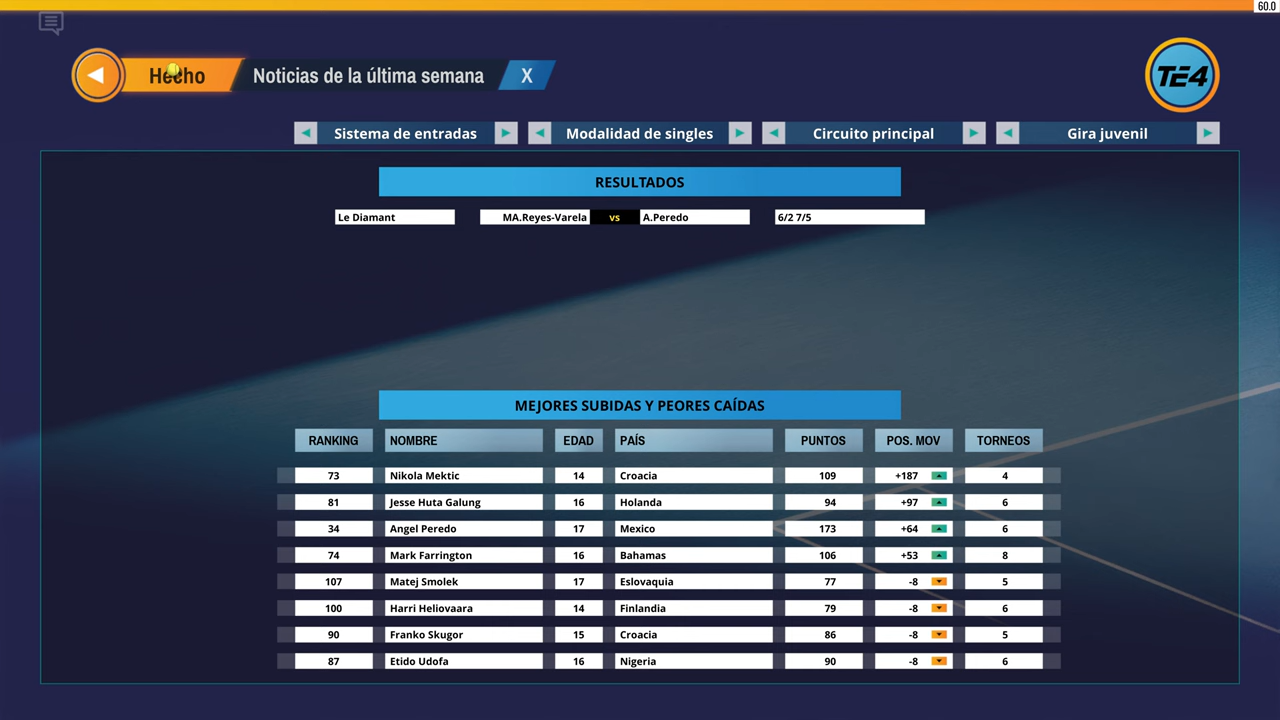 60.0
Hecho
Noticias de la última semana
X
TE4
Sistema de entradas
Modalidad de singles
Circuito principal
Gira juvenil
RESULTADOS
Le Diamant MA.Reyes-Varela vs A.Peredo 6/2 7/5
MEJORES SUBIDAS Y PEORES CAÍDAS
RANKING NOMBRE EDAD PAÍS PUNTOS POS. MOV TORNEOS
73 Nikola Mektic 14 Croacia 109 +187 4
81 Jesse Huta Galung 16 Holanda 94 +97 6
34 Angel Peredo 17 Mexico 173 +64 6
74 Mark Farrington 16 Bahamas 106 +53 8
107 Matej Smolek 17 Eslovaquia 77 -8 5
100 Harri Heliovaara 14 Finlandia 79 -8 6
90 Franko Skugor 15 Croacia 86 -8 5
87 Etido Udofa 16 Nigeria 90 -8 6